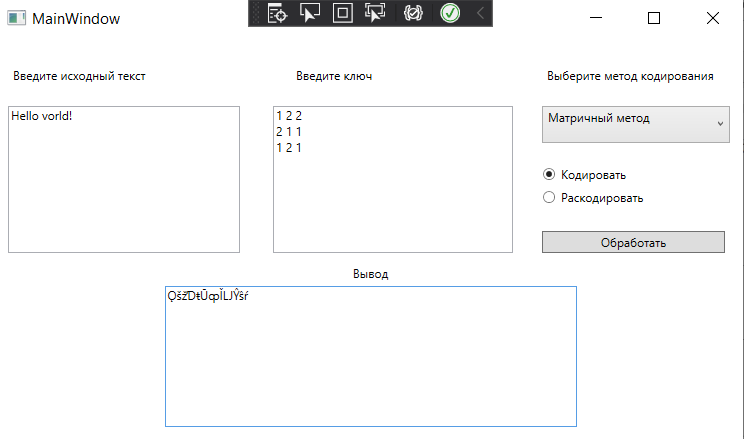 MainWindow
Введите исходный текст
Введите ключ
Выберите метод кодирования
Hello vorld!
1 2 2
2 1 1
1 2 1
Матричный метод
Кодировать
Раскодировать
Обработать
Вывод
ǪšžƊŧŪȹǏLJŶŝŕ